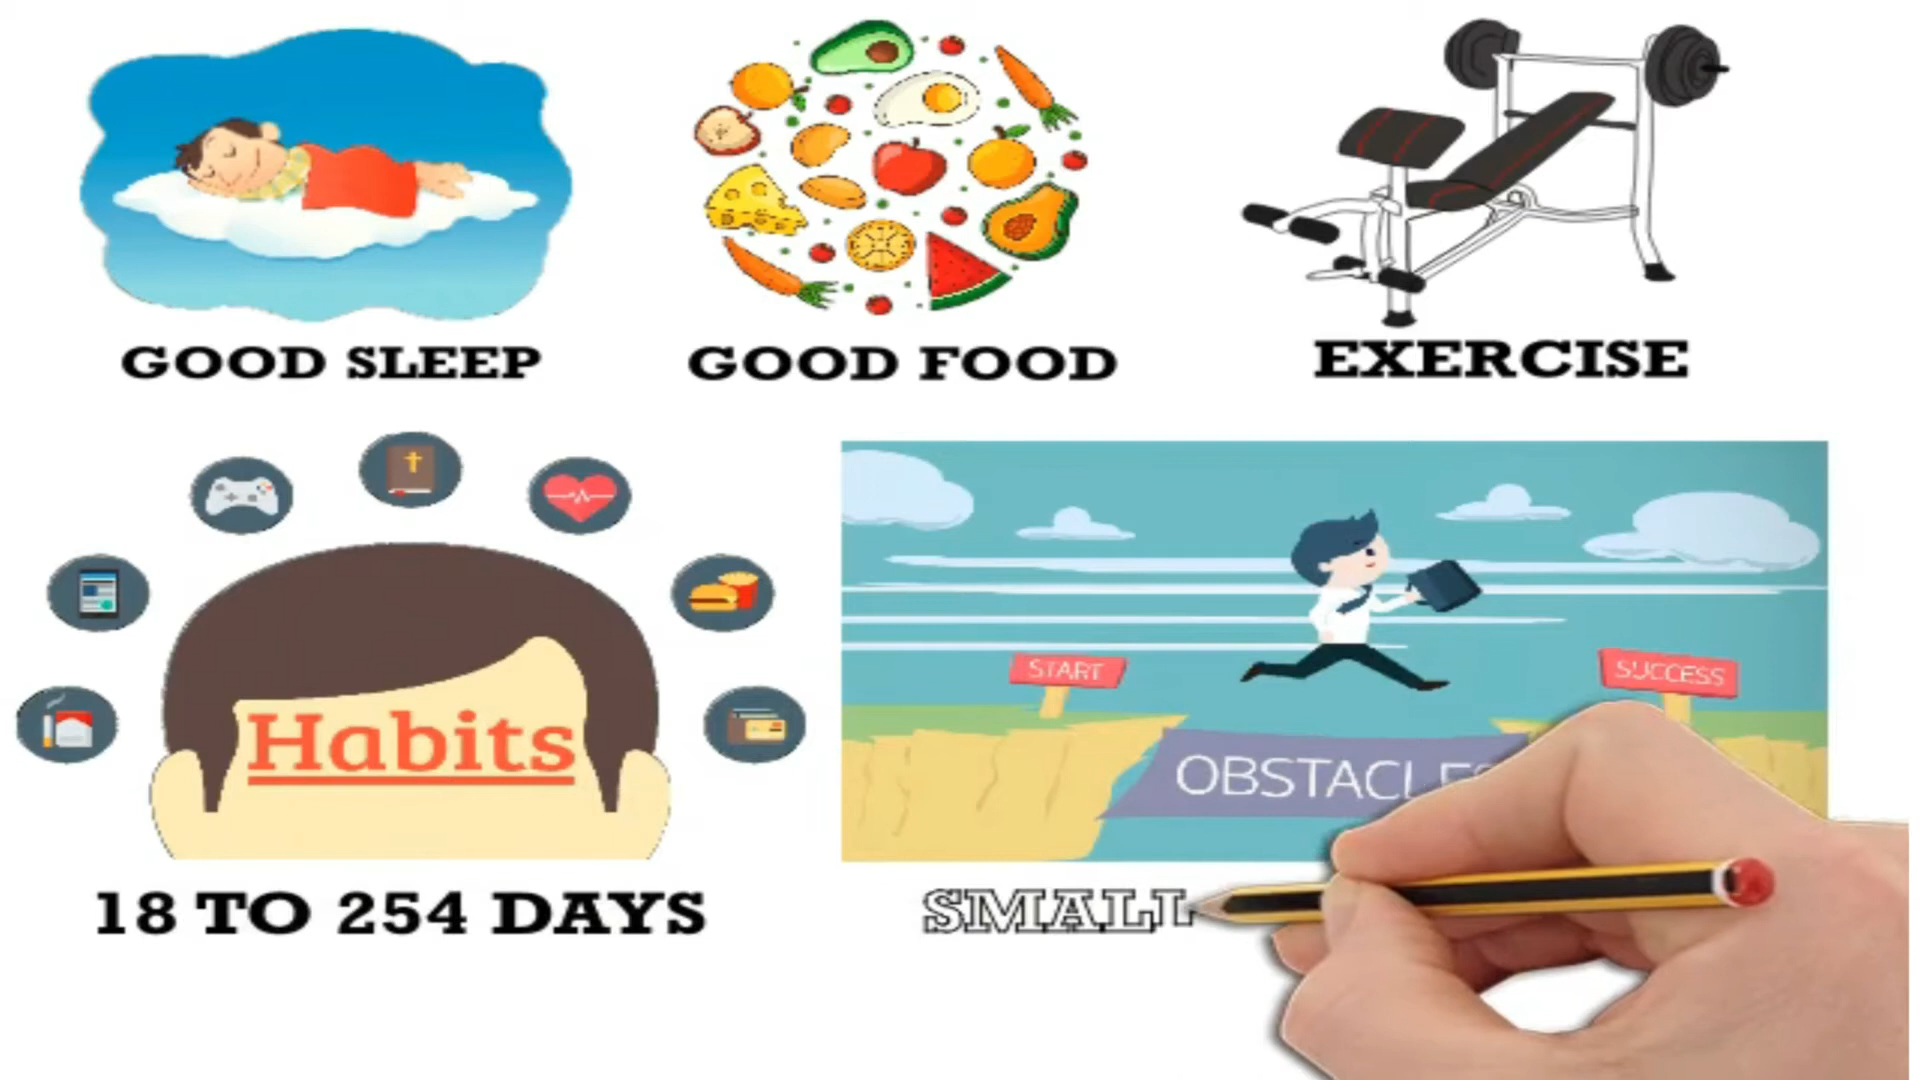 GOOD SLEEP
GOOD FOOD
EXERCISE
Habits
START
SUCCESS
18 TO 254 DAYS
SMALL